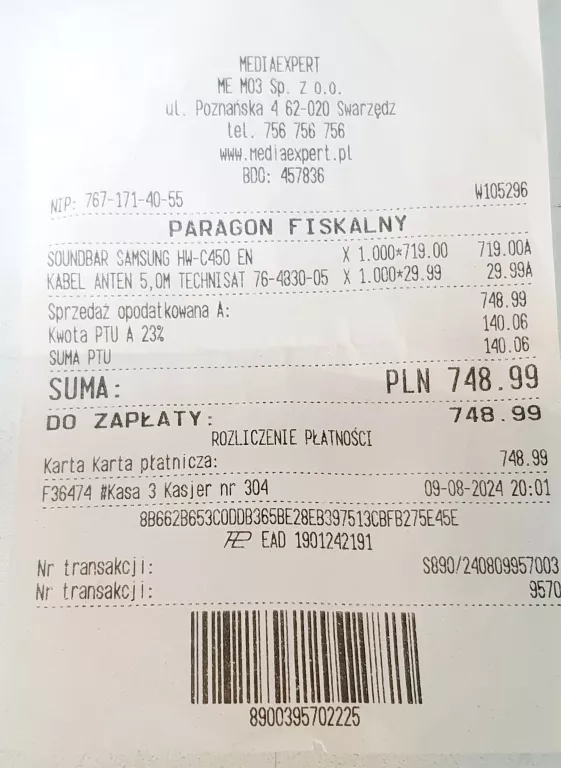 MEDIAEXPERT
ME M03 Sp. z o.o.
ul. Poznańska 4 62-020 Swarzędz
tel. 756 756 756
www.mediaexpert.pl
BDO: 457836
NIP: 767-171-40-55 W105296
PARAGON FISKALNY
SOUNDBAR SAMSUNG HW-C450 EN X 1.000*719.00 719.00A
KABEL ANTEN 5,0M TECHNISAT 76-4330-05 X 1.000*29.99 29.99A
Sprzedaż opodatkowana A: 748.99
Kwota PTU A 23% 140.06
SUMA PTU 140.06
SUMA: PLN 748.99
DO ZAPŁATY: 748.99
ROZLICZENIE PŁATNOŚCI
Karta Karta płatnicza: 748.99
F36474 #Kasa 3 Kasjer nr 304 09-08-2024 20:01
8B662B653C0DDB365BE28EB397513CBFB275E45E
EAD 1901242191
Nr transakcji: S890/240809957003
Nr transakcji: 9570
8900395702225